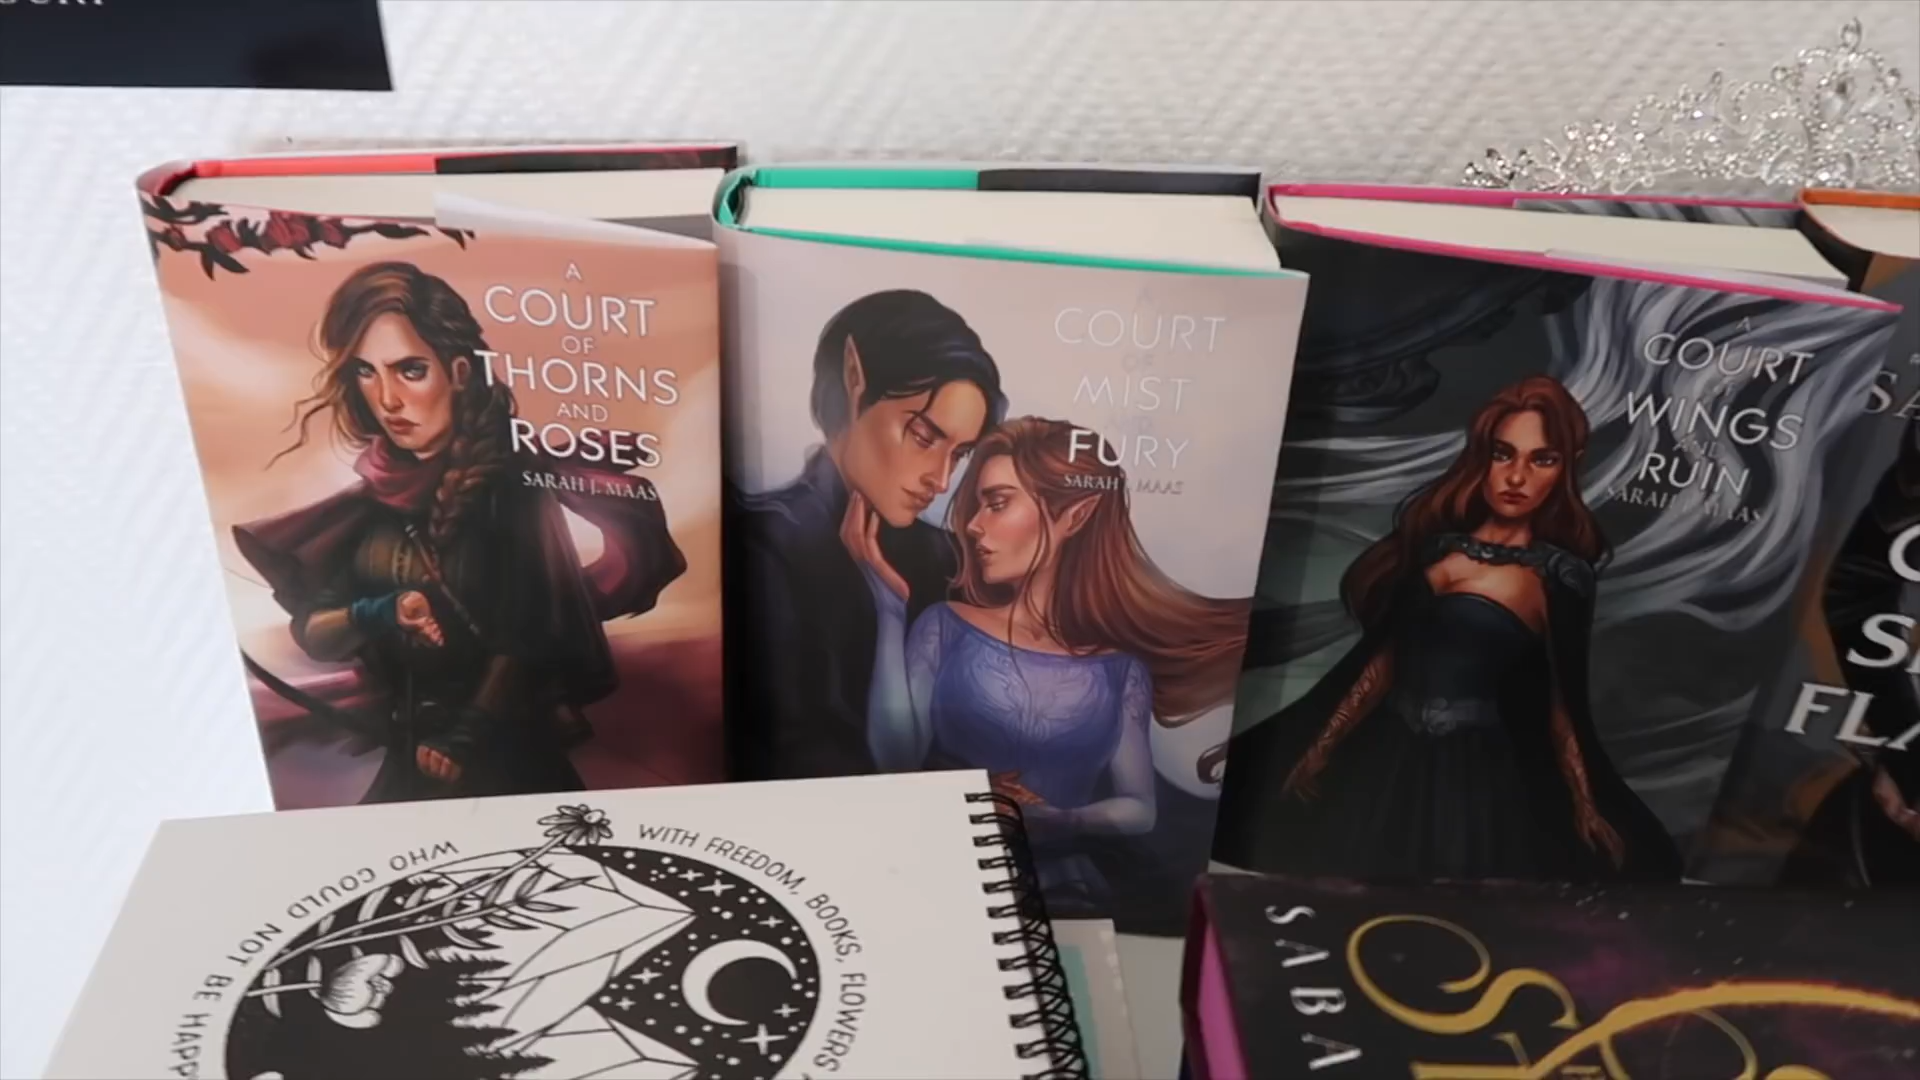 A
COURT
OF
THORNS
AND
ROSES
SARAH J. MAAS
A
COURT
OF
MIST
AND
FURY
SARAH J. MAAS
A
COURT
OF
WINGS
AND
RUIN
SARAH J. MAAS
FLA
WHO COULD NOT BE HAPP
WITH FREEDOM, BOOKS, FLOWERS
SABA